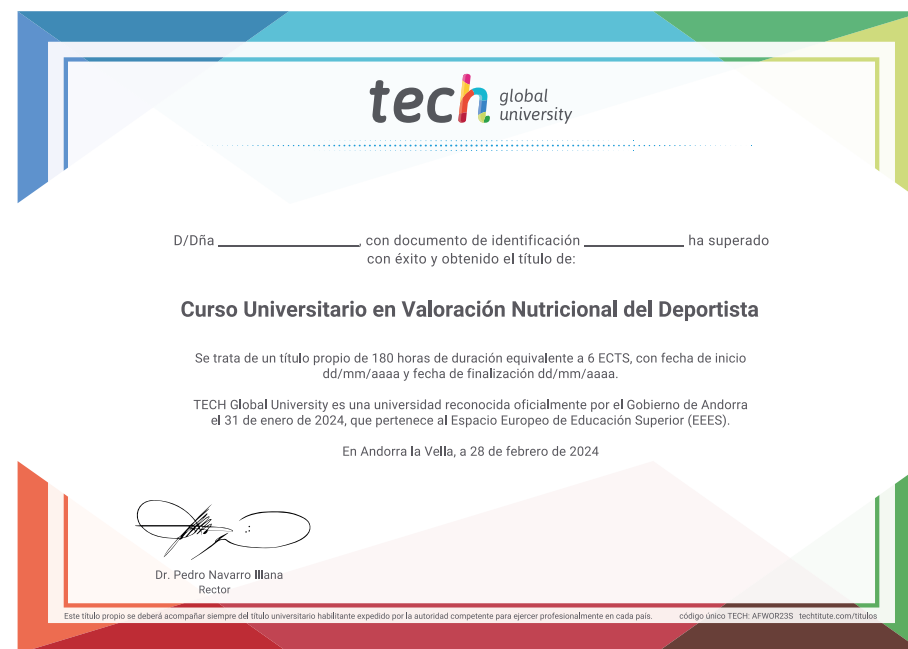 tech global university
D/Dña ____________________, con documento de identificación ______________ ha superado
con éxito y obtenido el título de:
Curso Universitario en Valoración Nutricional del Deportista
Se trata de un título propio de 180 horas de duración equivalente a 6 ECTS, con fecha de inicio
dd/mm/aaaa y fecha de finalización dd/mm/aaaa.
TECH Global University es una universidad reconocida oficialmente por el Gobierno de Andorra
el 31 de enero de 2024, que pertenece al Espacio Europeo de Educación Superior (EEES).
En Andorra la Vella, a 28 de febrero de 2024
Dr. Pedro Navarro Illana
Rector
Este título propio se deberá acompañar siempre del título universitario habilitante expedido por la autoridad competente para ejercer profesionalmente en cada país. código único TECH: AFWOR23S techtitute.com/titulos